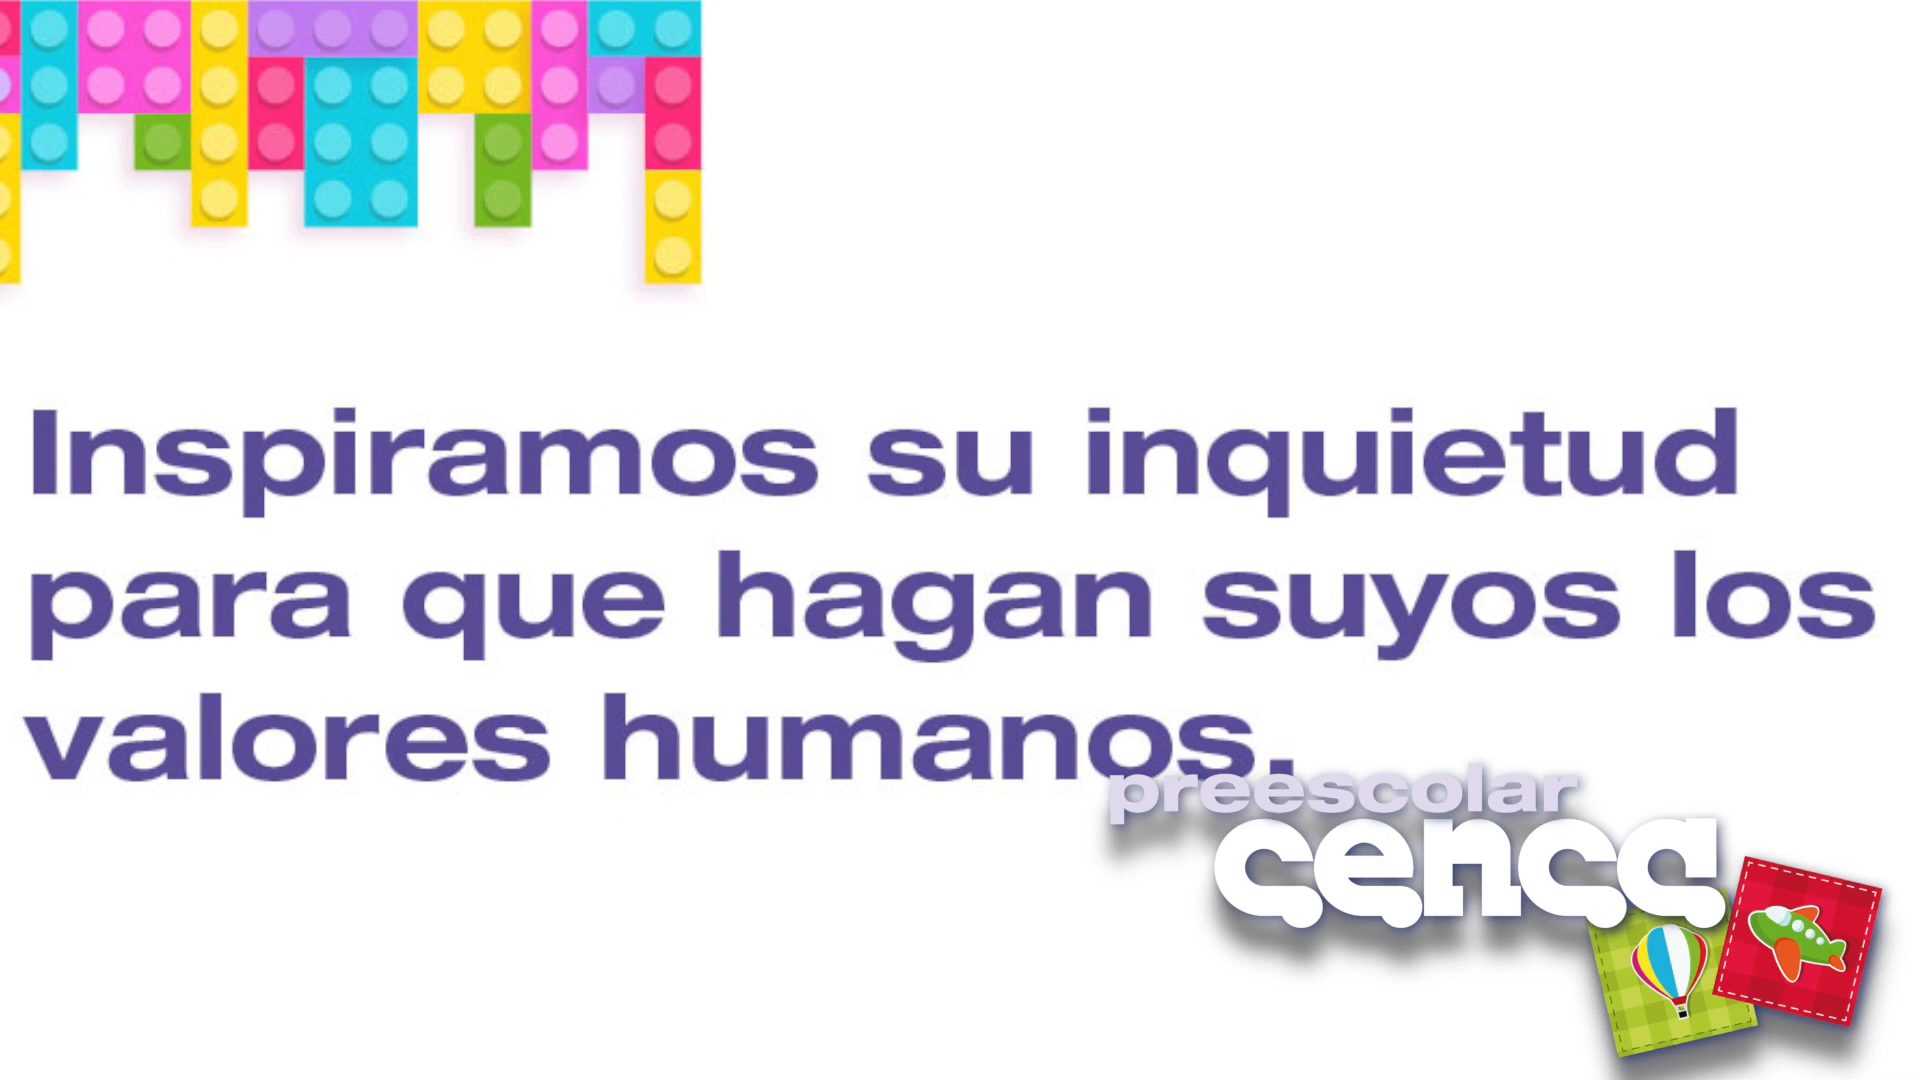 Inspiramos su inquietud
para que hagan suyos los
valores humanos.
preescolar
cenca